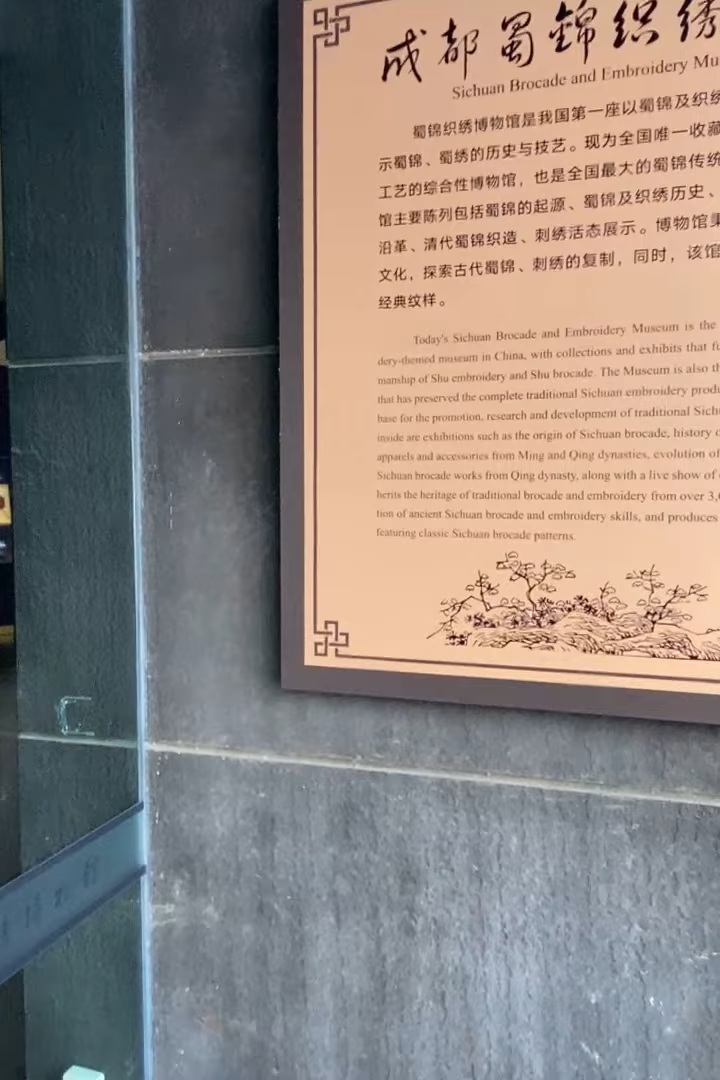 成都蜀錦织绣
Sichuan Brocade and Embroidery Mu
蜀锦织绣博物馆是我国第一座以蜀锦及织绣
示蜀锦、蜀绣的历史与技艺。现为全国唯一收藏
工艺的综合性博物馆，也是全国最大的蜀锦传统
馆主要陈列包括蜀锦的起源、蜀锦及织绣历史、
沿革、清代蜀锦织造、刺绣活态展示。博物馆秉
文化，探索古代蜀锦、刺绣的复制，同时，该馆
经典纹样。
Today's Sichuan Brocade and Embroidery Museum is the
dery-themed museum in China, with collections and exhibits that fu
manship of Shu embroidery and Shu brocade. The Museum is also th
that has preserved the complete traditional Sichuan embroidery produ
base for the promotion, research and development of traditional Sich
inside are exhibitions such as the origin of Sichuan brocade, history o
apparels and accessories from Ming and Qing dynasties, evolution of
Sichuan brocade works from Qing dynasty, along with a live show of
herits the heritage of traditional brocade and embroidery from over 3,
tion of ancient Sichuan brocade and embroidery skills, and produces
featuring classic Sichuan brocade patterns.